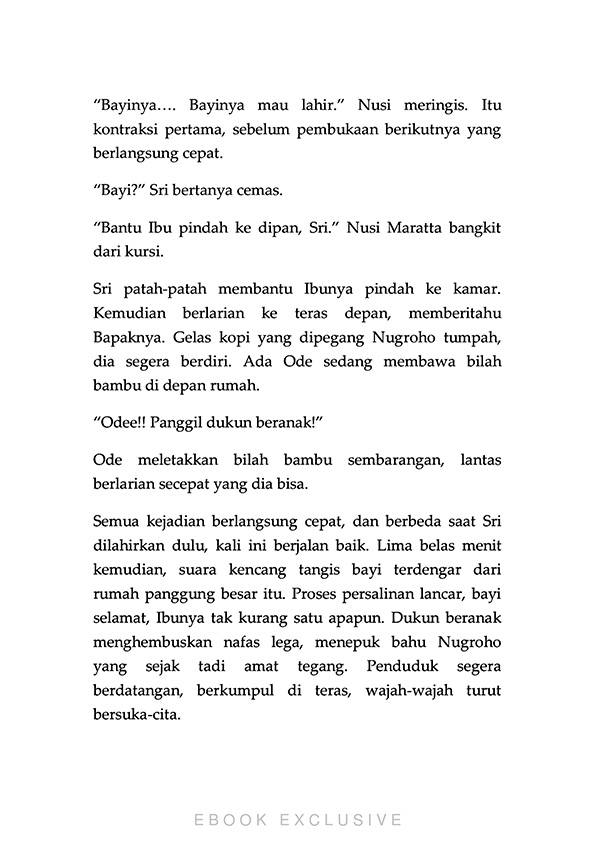 “Bayinya…. Bayinya mau lahir.” Nusi meringis. Itu
kontraksi pertama, sebelum pembukaan berikutnya yang
berlangsung cepat.
“Bayi?” Sri bertanya cemas.
“Bantu Ibu pindah ke dipan, Sri.” Nusi Maratta bangkit
dari kursi.
Sri patah-patah membantu Ibunya pindah ke kamar.
Kemudian berlarian ke teras depan, memberitahu
Bapaknya. Gelas kopi yang dipegang Nugroho tumpah,
dia segera berdiri. Ada Ode sedang membawa bilah
bambu di depan rumah.
“Odee!! Panggil dukun beranak!”
Ode meletakkan bilah bambu sembarangan, lantas
berlarian secepat yang dia bisa.
Semua kejadian berlangsung cepat, dan berbeda saat Sri
dilahirkan dulu, kali ini berjalan baik. Lima belas menit
kemudian, suara kencang tangis bayi terdengar dari
rumah panggung besar itu. Proses persalinan lancar, bayi
selamat, Ibunya tak kurang satu apapun. Dukun beranak
menghembuskan nafas lega, menepuk bahu Nugroho
yang sejak tadi amat tegang. Penduduk segera
berdatangan, berkumpul di teras, wajah-wajah turut
bersuka-cita.
EBOOK EXCLUSIVE